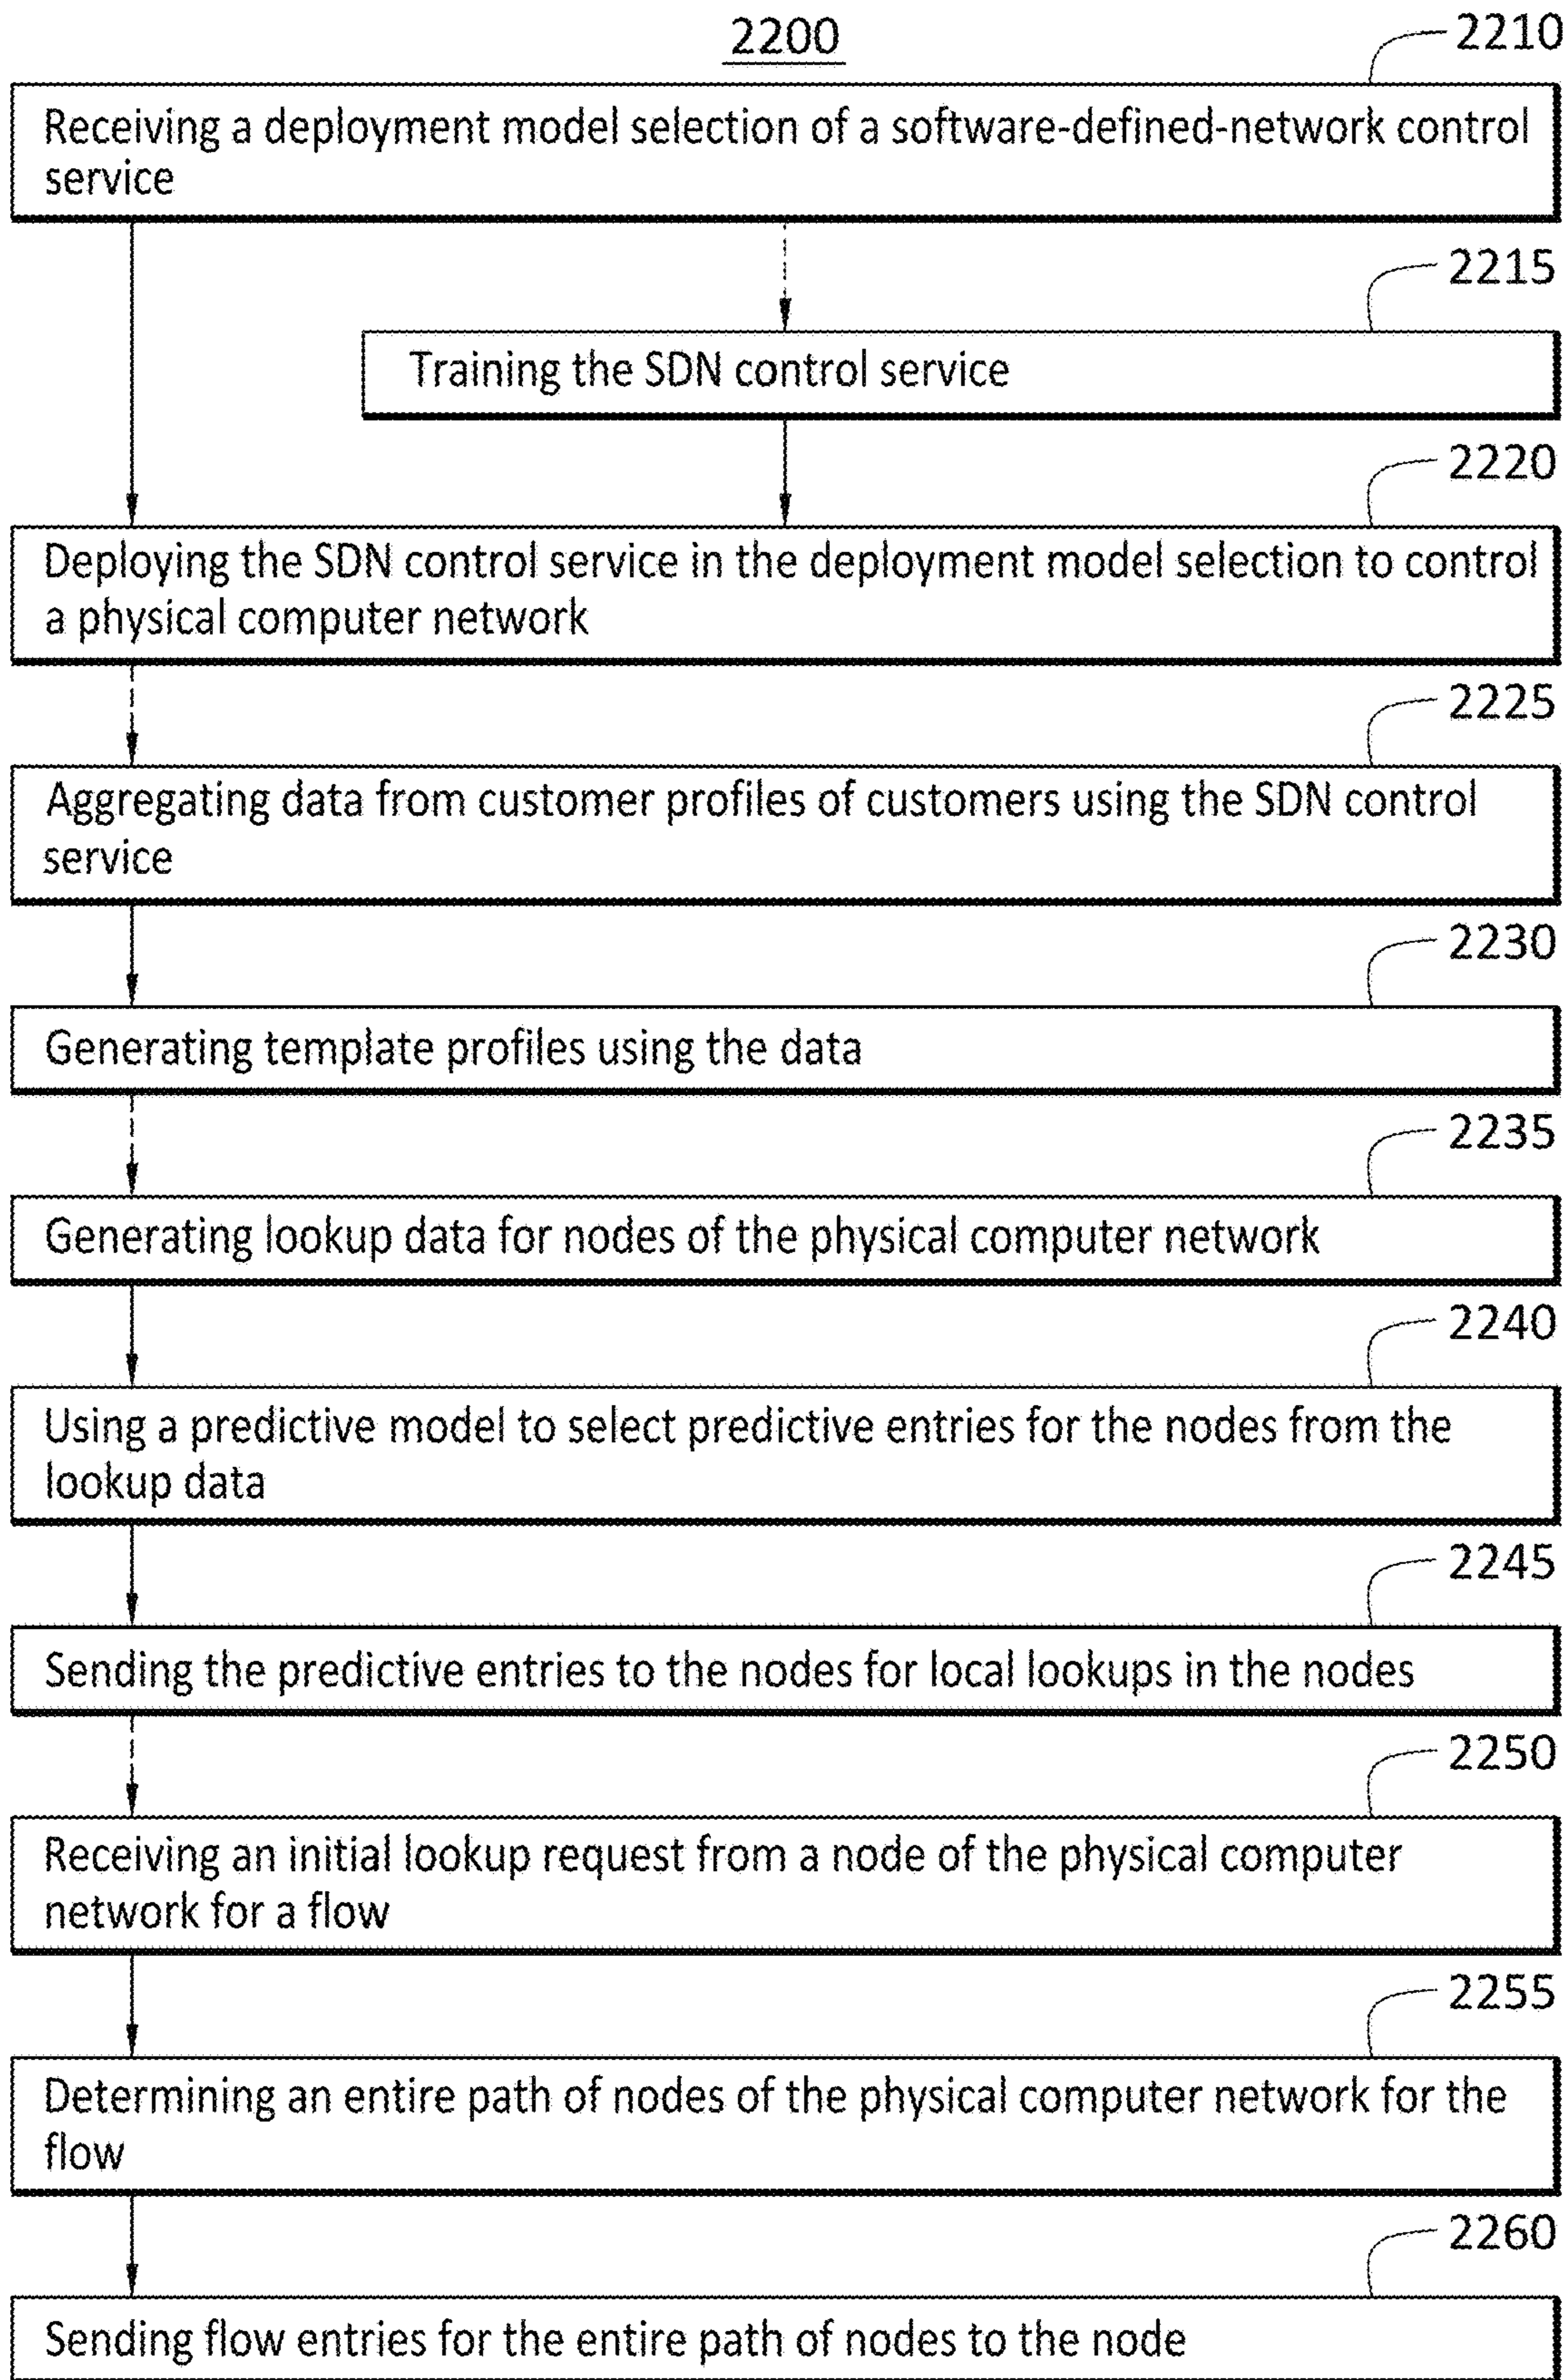 2200
2210
Receiving a deployment model selection of a software-defined-network control
service
2215
Training the SDN control service
2220
Deploying the SDN control service in the deployment model selection to control
a physical computer network
2225
Aggregating data from customer profiles of customers using the SDN control
service
2230
Generating template profiles using the data
2235
Generating lookup data for nodes of the physical computer network
2240
Using a predictive model to select predictive entries for the nodes from the
lookup data
2245
Sending the predictive entries to the nodes for local lookups in the nodes
2250
Receiving an initial lookup request from a node of the physical computer
network for a flow
2255
Determining an entire path of nodes of the physical computer network for the
flow
2260
Sending flow entries for the entire path of nodes to the node